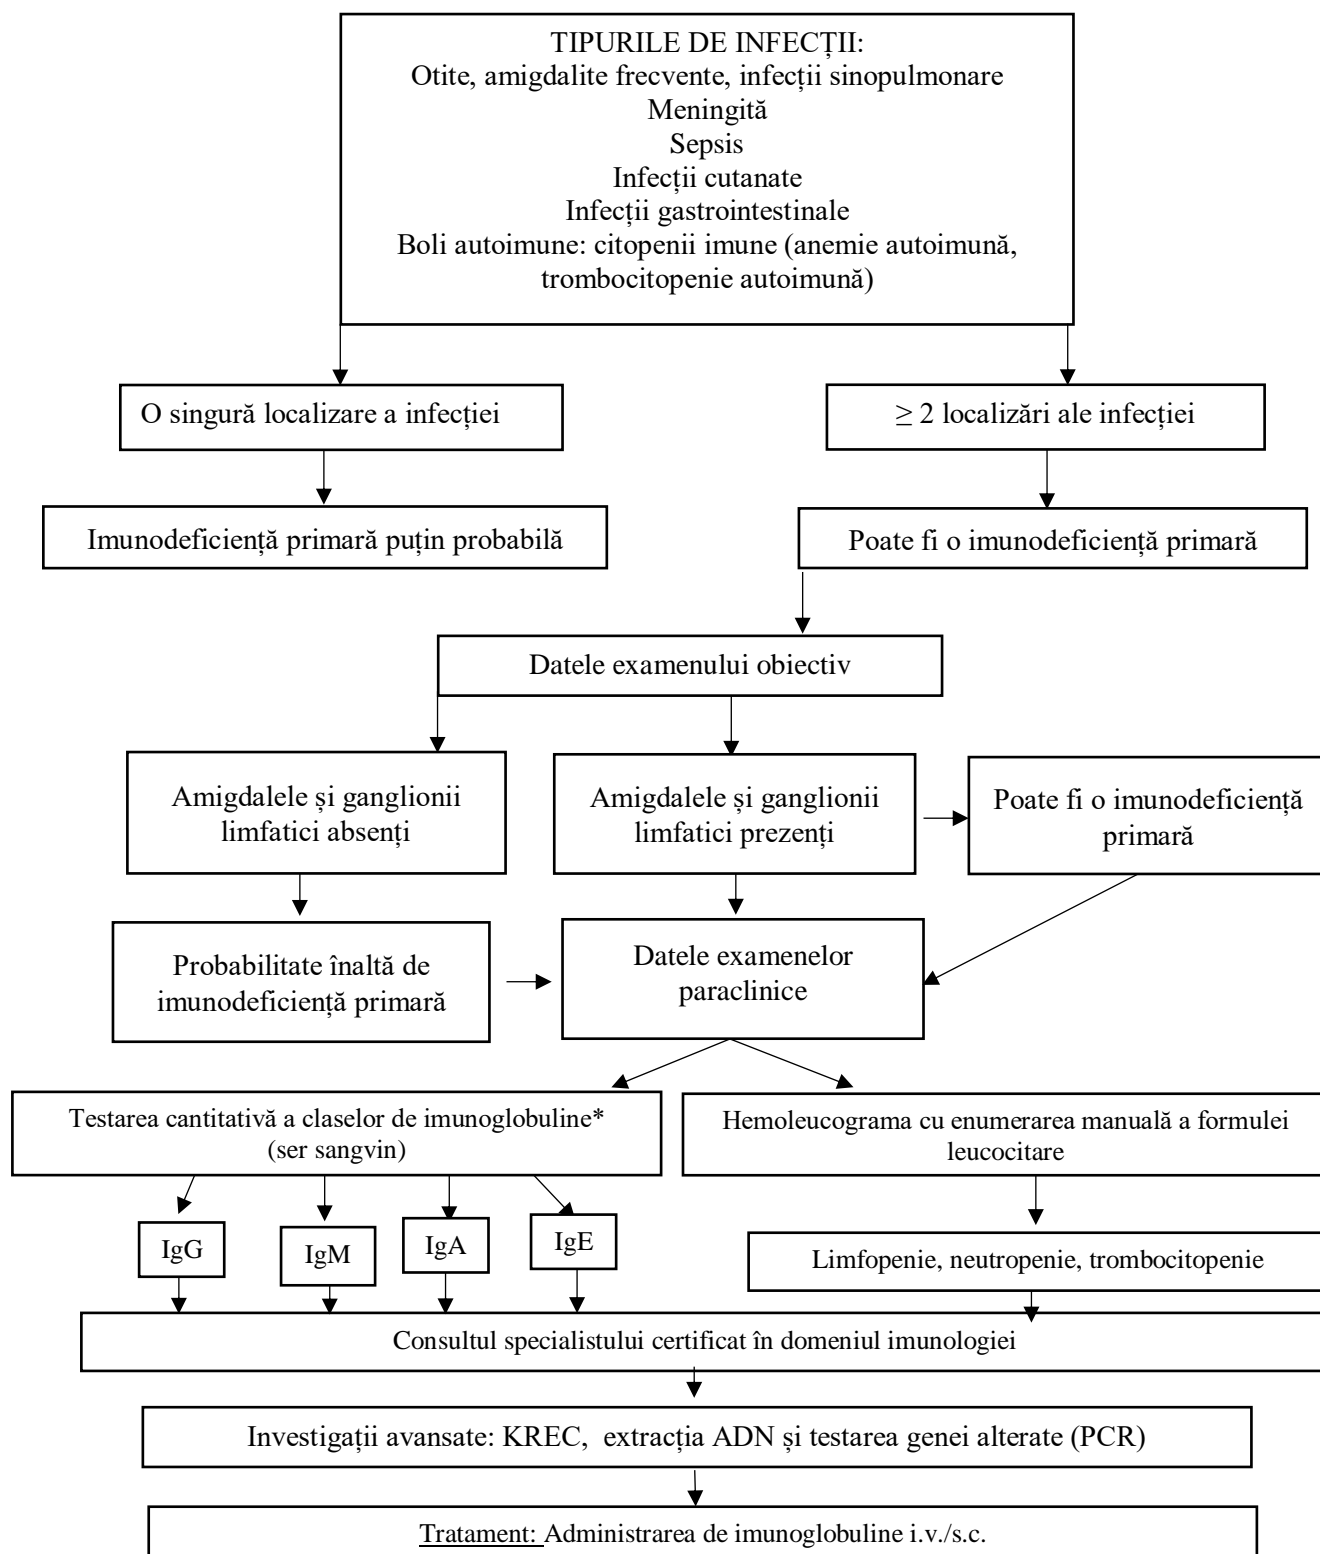 TIPURILE DE INFECȚII:
Otite, amigdalite frecvente, infecții sinopulmonare
Meningită
Sepsis
Infecții cutanate
Infecții gastrointestinale
Boli autoimune: citopenii imune (anemie autoimună,
trombocitopenie autoimună)
O singură localizare a infecției
≥ 2 localizări ale infecției
Imunodeficiență primară puțin probabilă
Poate fi o imunodeficiență primară
Datele examenului obiectiv
Amigdalele și ganglionii
limfatici absenți
Amigdalele și ganglionii
limfatici prezenți
Poate fi o imunodeficiență
primară
Probabilitate înaltă de
imunodeficiență primară
Datele examenelor
paraclinice
Testarea cantitativă a claselor de imunoglobuline*
(ser sangvin)
Hemoleucograma cu enumerarea manuală a formulei
leucocitare
IgG
IgM
IgA
IgE
Limfopenie, neutropenie, trombocitopenie
Consultul specialistului certificat în domeniul imunologiei
Investigații avansate: KREC, extracția ADN și testarea genei alterate (PCR)
Tratament: Administrarea de imunoglobuline i.v./s.c.